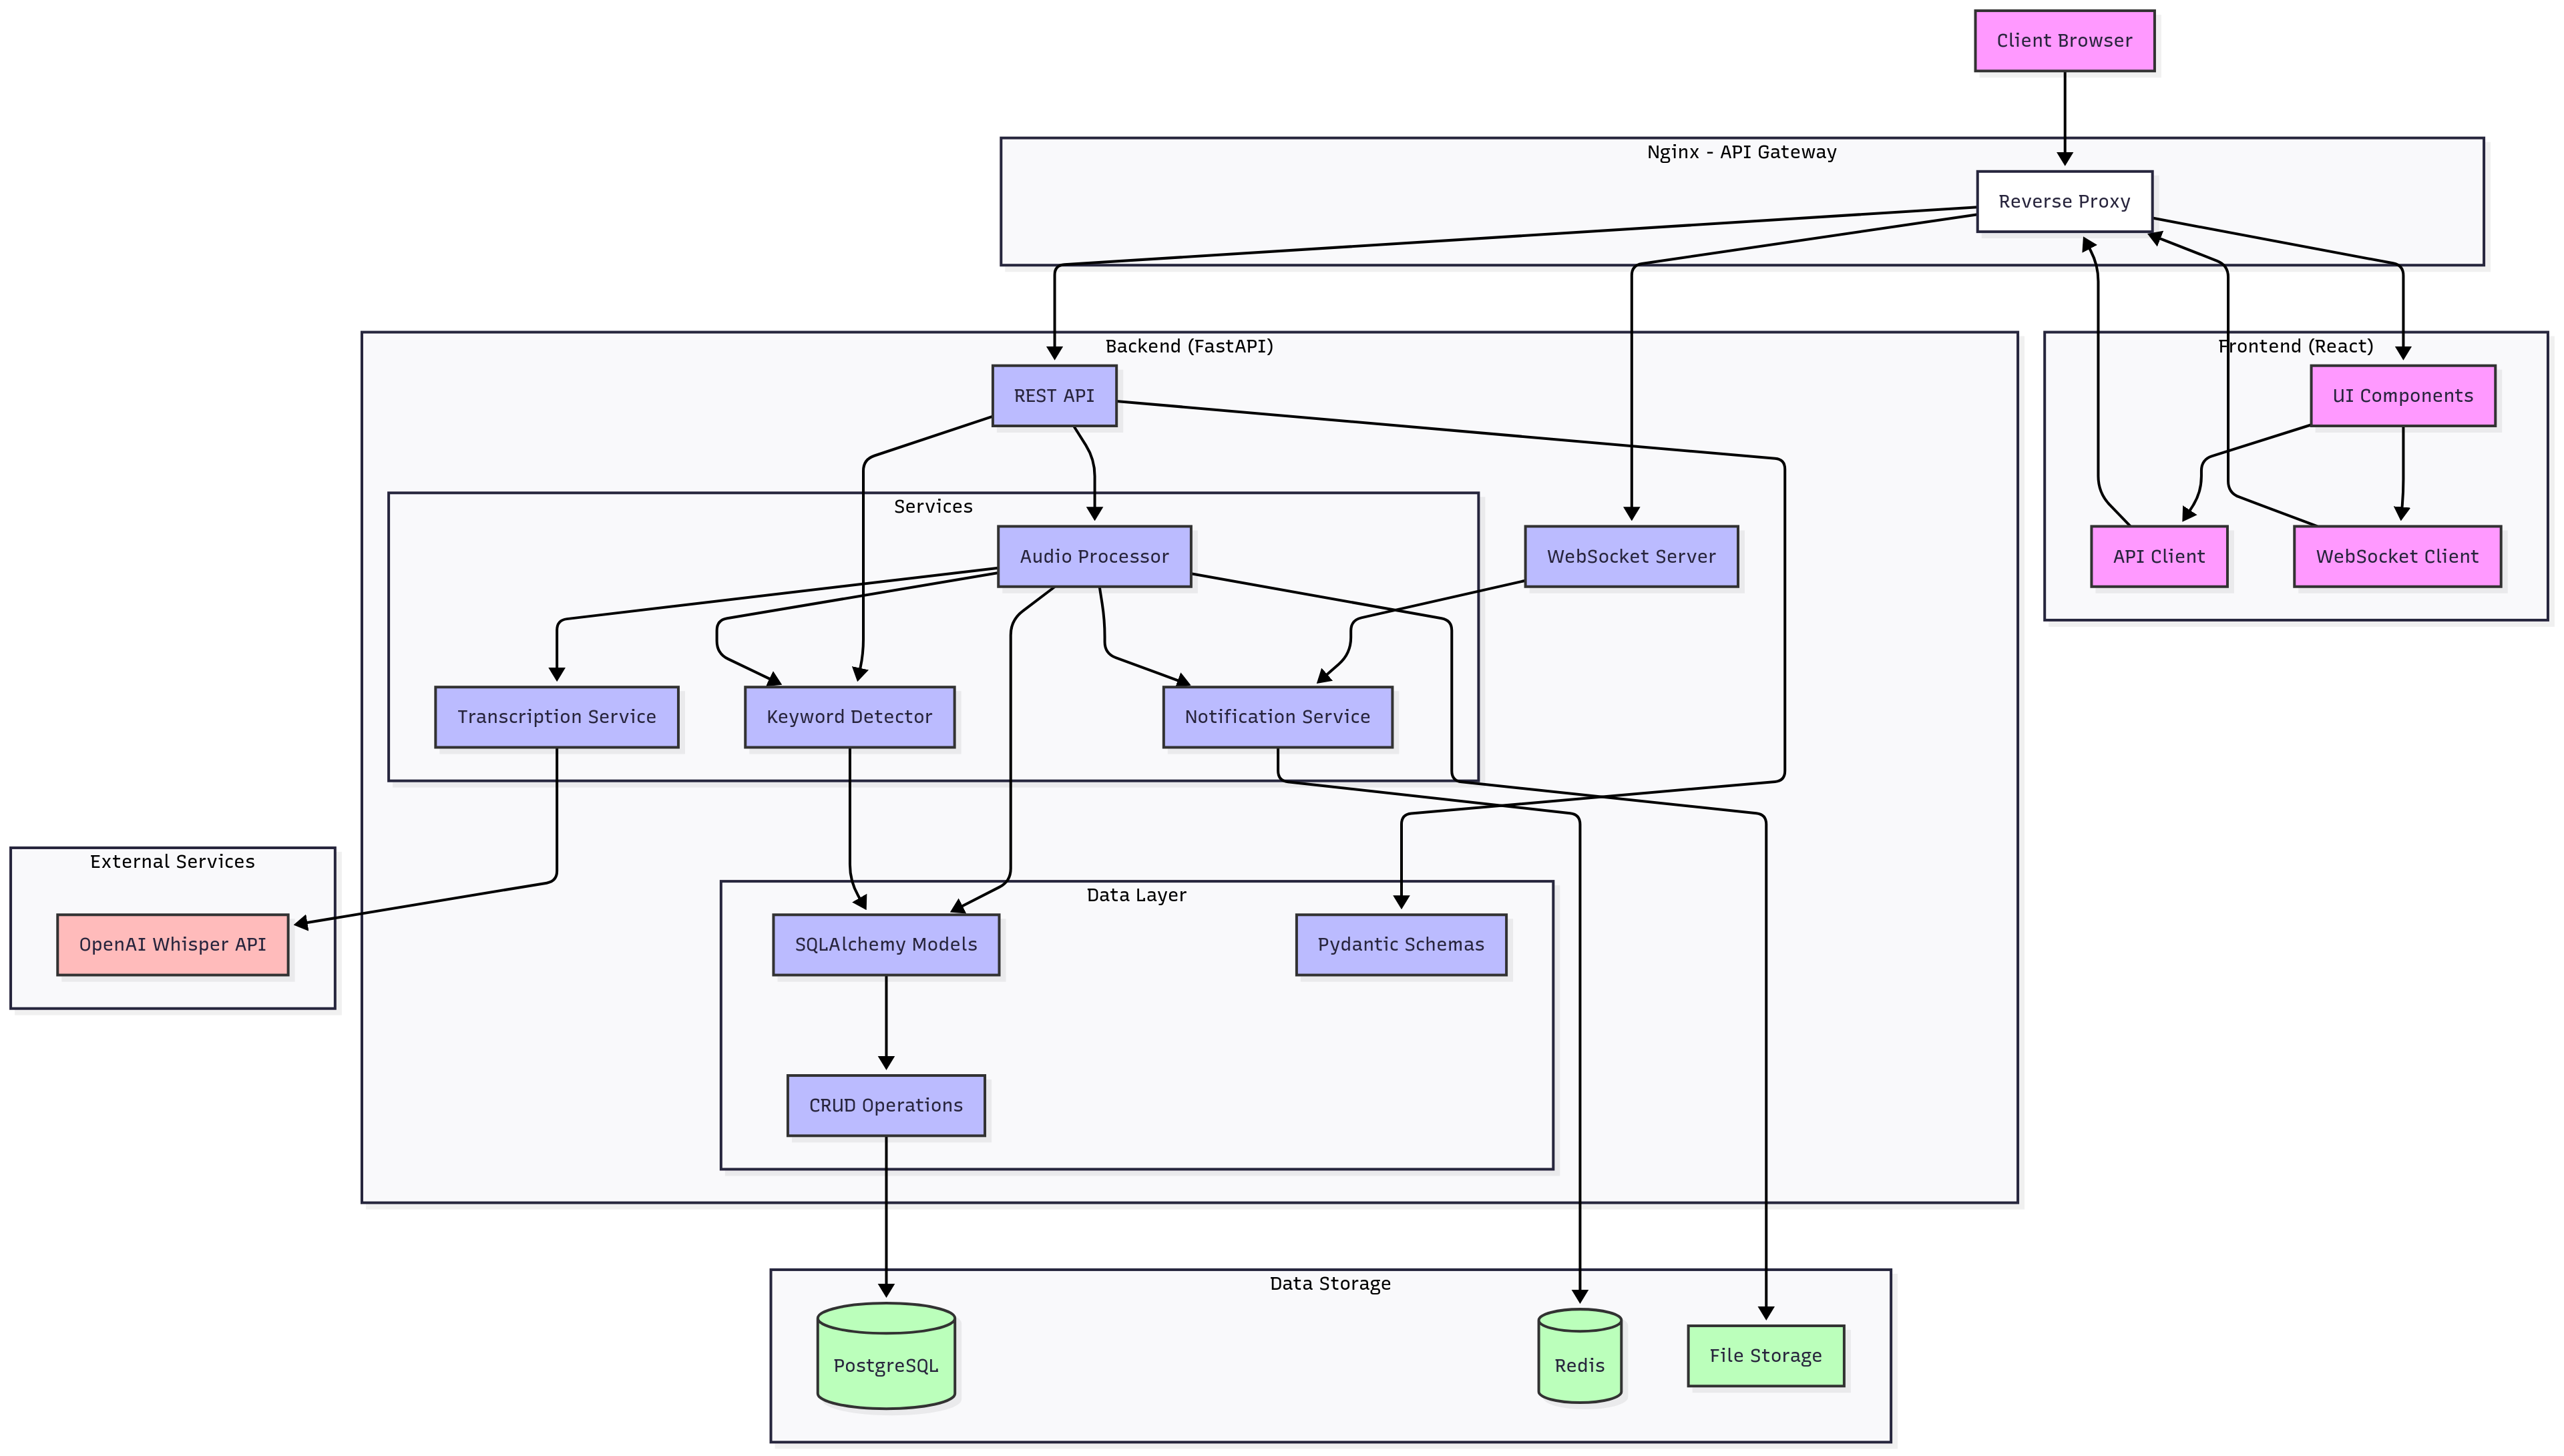 Client Browser
Nginx - API Gateway
Reverse Proxy
Backend (FastAPI)
Frontend (React)
REST API
UI Components
Services
Audio Processor
WebSocket Server
API Client
WebSocket Client
Transcription Service
Keyword Detector
Notification Service
External Services
Data Layer
OpenAI Whisper API
SQLAlchemy Models
Pydantic Schemas
CRUD Operations
Data Storage
PostgreSQL
Redis
File Storage